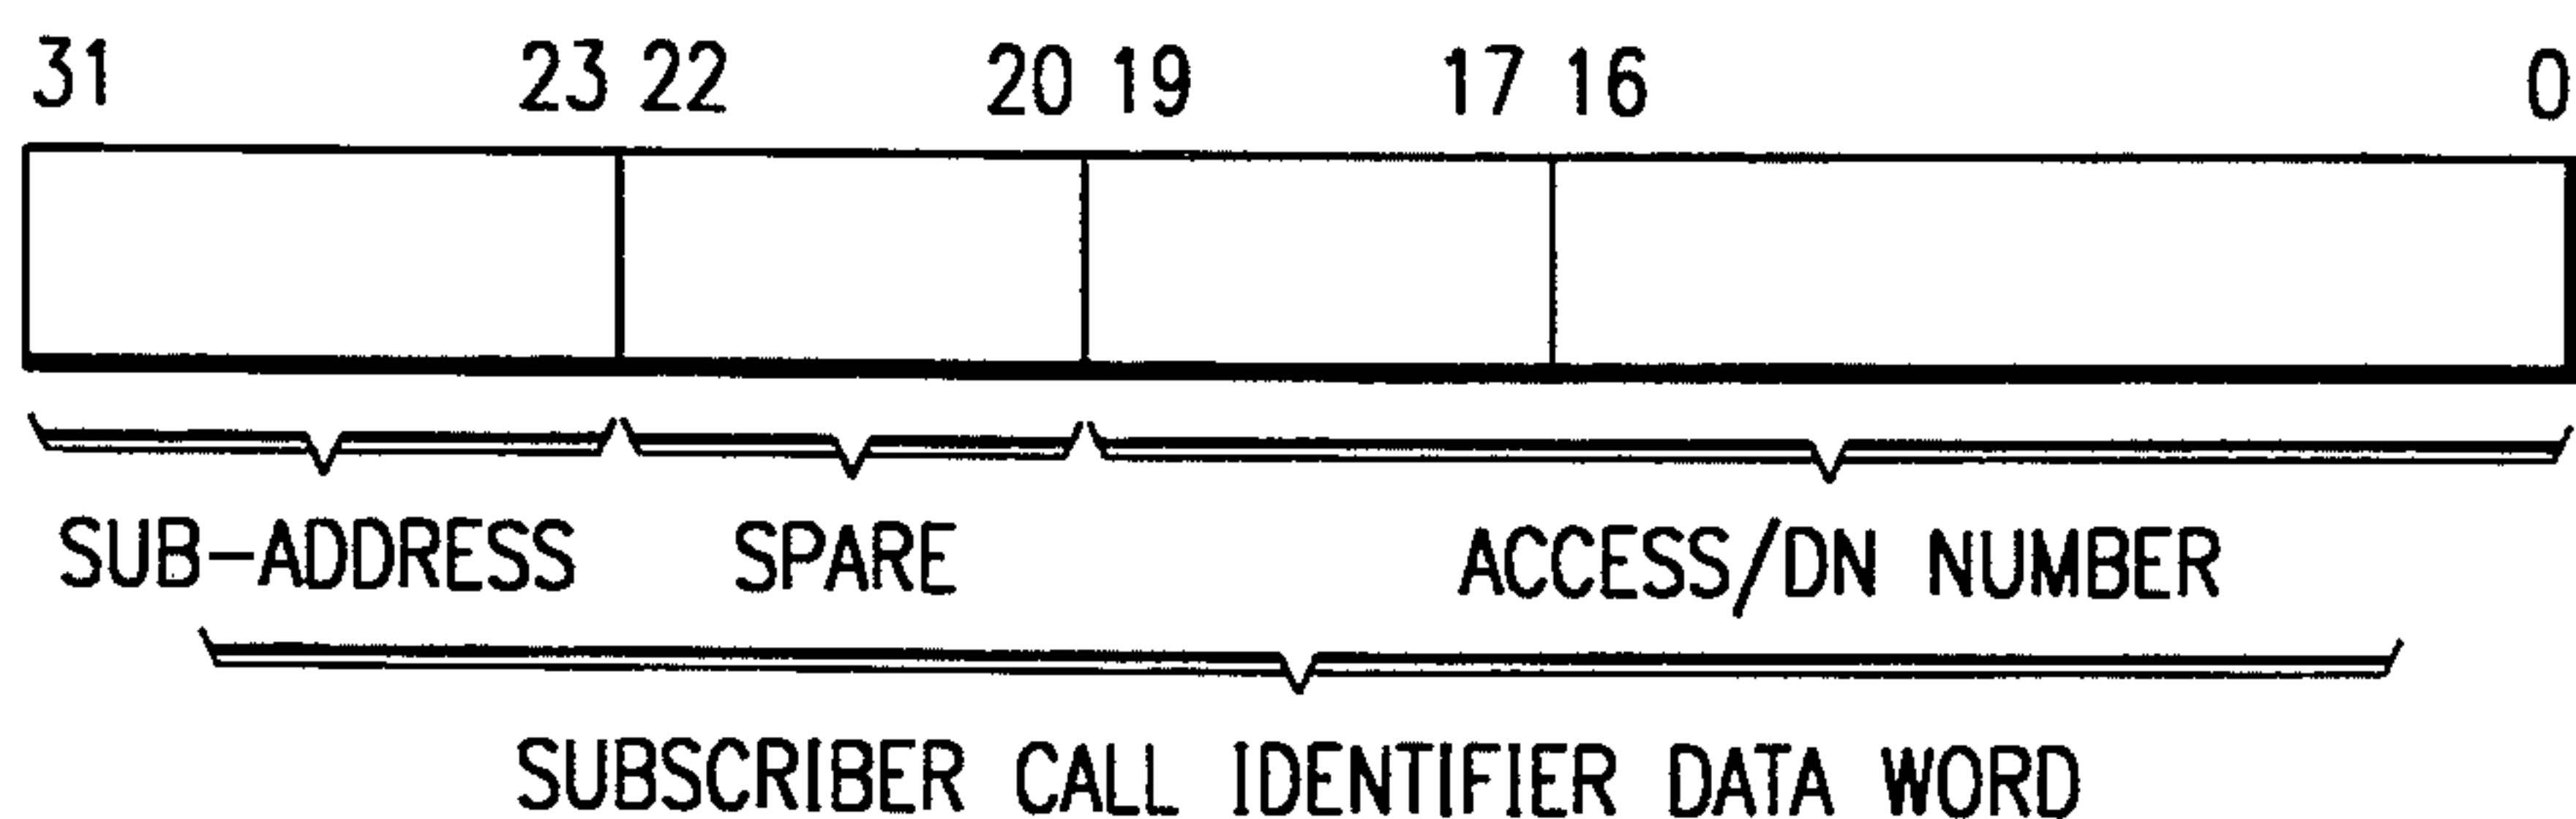 31 23 22 20 19 17 16 0
SUB-ADDRESS SPARE ACCESS/DN NUMBER
SUBSCRIBER CALL IDENTIFIER DATA WORD